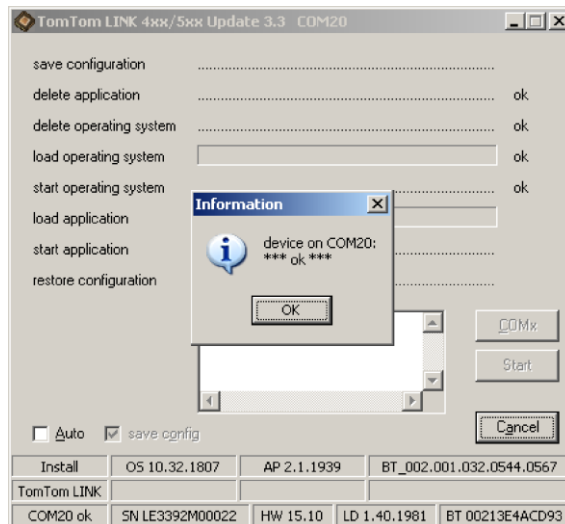 TomTom LINK 4xx/5xx Update 3.3 COM20
save configuration
delete application ok
delete operating system ok
load operating system ok
start operating system ok
load application
start application
restore configuration
Information
device on COM20:
*** ok ***
OK
COMx
Start
Cancel
Auto save config
Install OS 10.32.1807 AP 2.1.1939 BT_002.001.032.0544.0567
TomTom LINK
COM20 ok SN LE3392M00022 HW 15.10 LD 1.40.1981 BT 00213E4ACD93